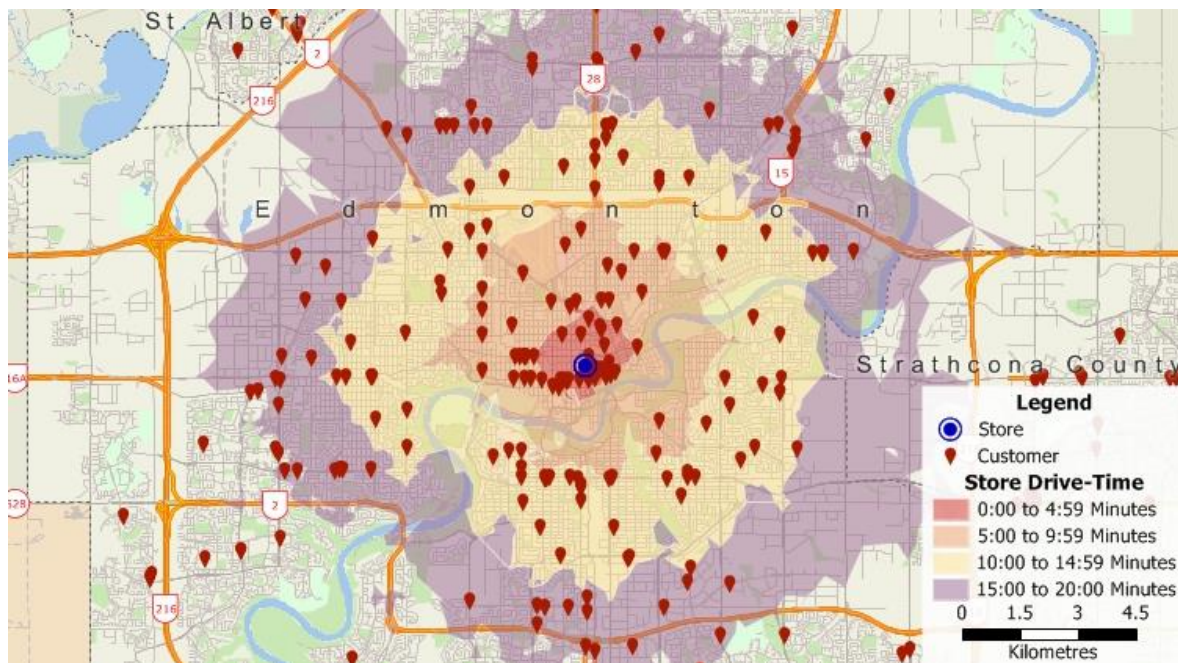 St. Albert
2
28
216
15
Edmonton
Strathcona County
16A
2
216
Legend
Store
Customer
Store Drive-Time
0:00 to 4:59 Minutes
5:00 to 9:59 Minutes
10:00 to 14:59 Minutes
15:00 to 20:00 Minutes
0 1.5 3 4.5
Kilometres